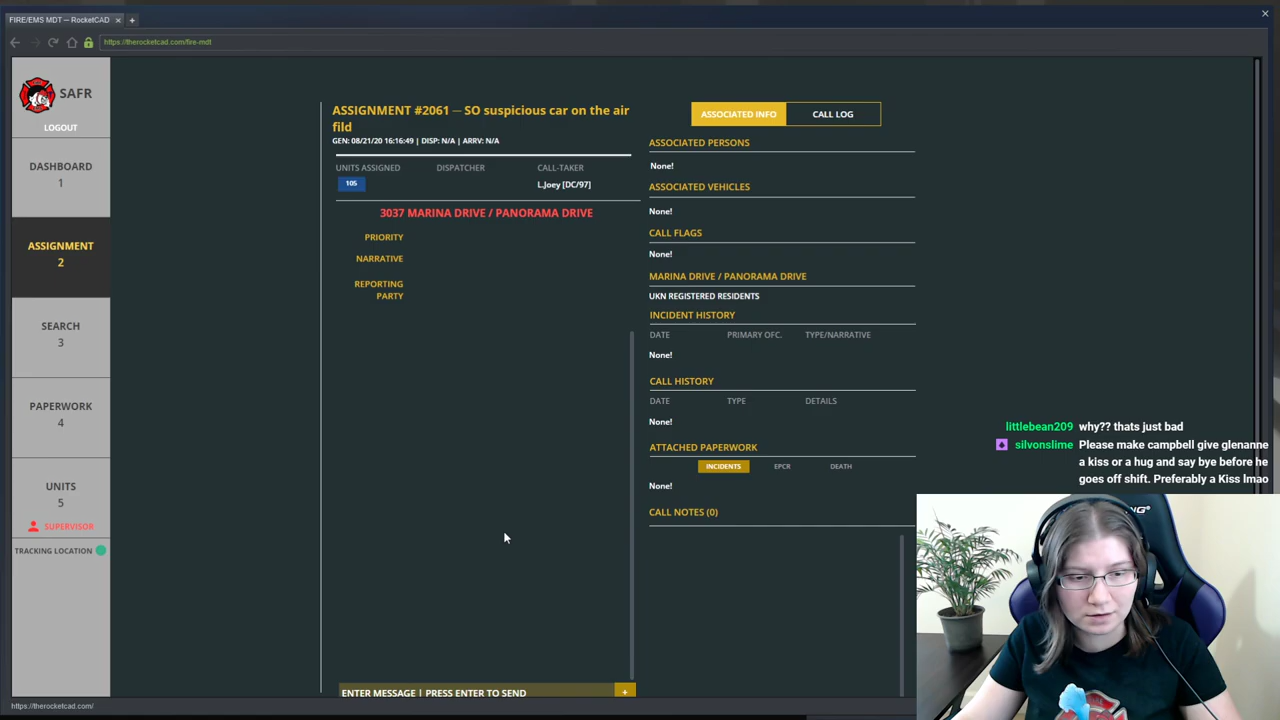 FIRE/EMS MDT — RocketCAD
https://therocketcad.com/fire-mdt
SAFR
LOGOUT
DASHBOARD
1
ASSIGNMENT
2
SEARCH
3
PAPERWORK
4
UNITS
5
SUPERVISOR
TRACKING LOCATION
ASSIGNMENT #2061 — SO suspicious car on the air
fild
GEN: 08/21/20 16:16:49 | DISP: N/A | ARRV: N/A
UNITS ASSIGNED DISPATCHER CALL-TAKER
105 L.Joey [DC/97]
3037 MARINA DRIVE / PANORAMA DRIVE
PRIORITY
NARRATIVE
REPORTING
PARTY
ENTER MESSAGE | PRESS ENTER TO SEND
+
ASSOCIATED INFO CALL LOG
ASSOCIATED PERSONS
None!
ASSOCIATED VEHICLES
None!
CALL FLAGS
None!
MARINA DRIVE / PANORAMA DRIVE
UKN REGISTERED RESIDENTS
INCIDENT HISTORY
DATE PRIMARY OFC. TYPE/NARRATIVE
None!
CALL HISTORY
DATE TYPE DETAILS
None!
ATTACHED PAPERWORK
INCIDENTS EPCR DEATH
None!
CALL NOTES (0)
littlebean209 why?? thats just bad
silvonslime Please make campbell give glenanne
a kiss or a hug and say bye before he
goes off shift. Preferably a Kiss lmao
https://therocketcad.com/